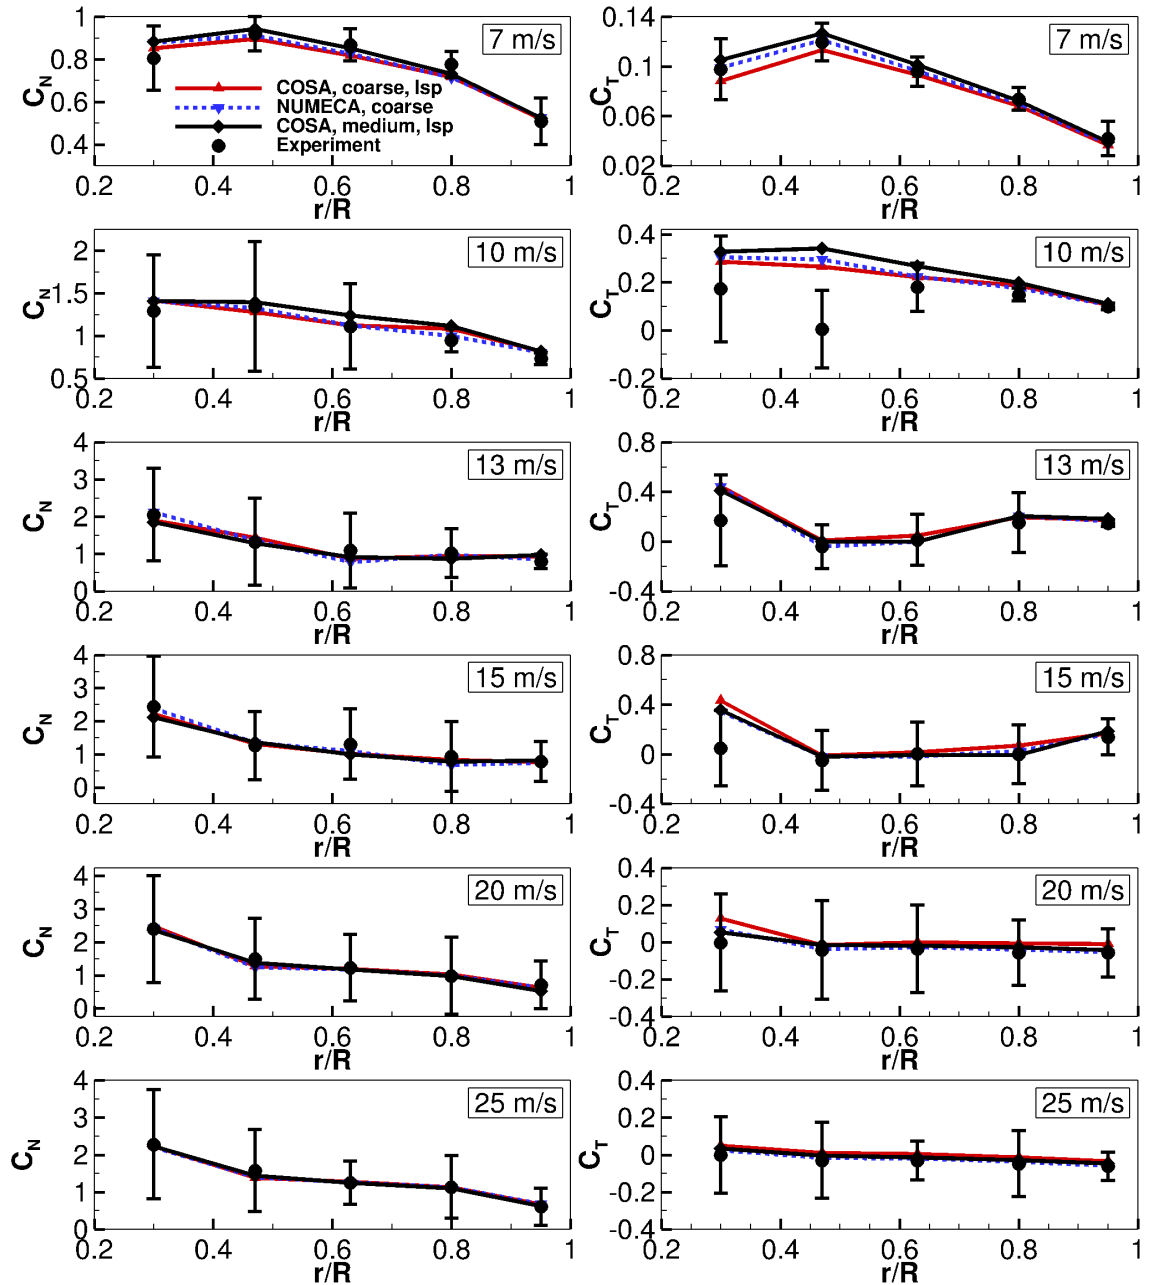 1
0.8
0.6
0.4
C_N
7 m/s
COSA, coarse, lsp
NUMECA, coarse
COSA, medium, lsp
Experiment
0.2 0.4 0.6 0.8 1
r/R
0.14
0.1
0.06
0.02
C_T
7 m/s
0.2 0.4 0.6 0.8 1
r/R
2
1.5
1
0.5
C_N
10 m/s
0.2 0.4 0.6 0.8 1
r/R
0.4
0.2
0
-0.2
C_T
10 m/s
0.2 0.4 0.6 0.8 1
r/R
4
3
2
1
0
C_N
13 m/s
0.2 0.4 0.6 0.8 1
r/R
0.8
0.4
0
-0.4
C_T
13 m/s
0.2 0.4 0.6 0.8 1
r/R
4
3
2
1
0
C_N
15 m/s
0.2 0.4 0.6 0.8 1
r/R
0.8
0.4
0
-0.4
C_T
15 m/s
0.2 0.4 0.6 0.8 1
r/R
4
3
2
1
0
C_N
20 m/s
0.2 0.4 0.6 0.8 1
r/R
0.4
0.2
0
-0.2
-0.4
C_T
20 m/s
0.2 0.4 0.6 0.8 1
r/R
4
3
2
1
0
C_N
25 m/s
0.2 0.4 0.6 0.8 1
r/R
0.4
0.2
0
-0.2
-0.4
C_T
25 m/s
0.2 0.4 0.6 0.8 1
r/R